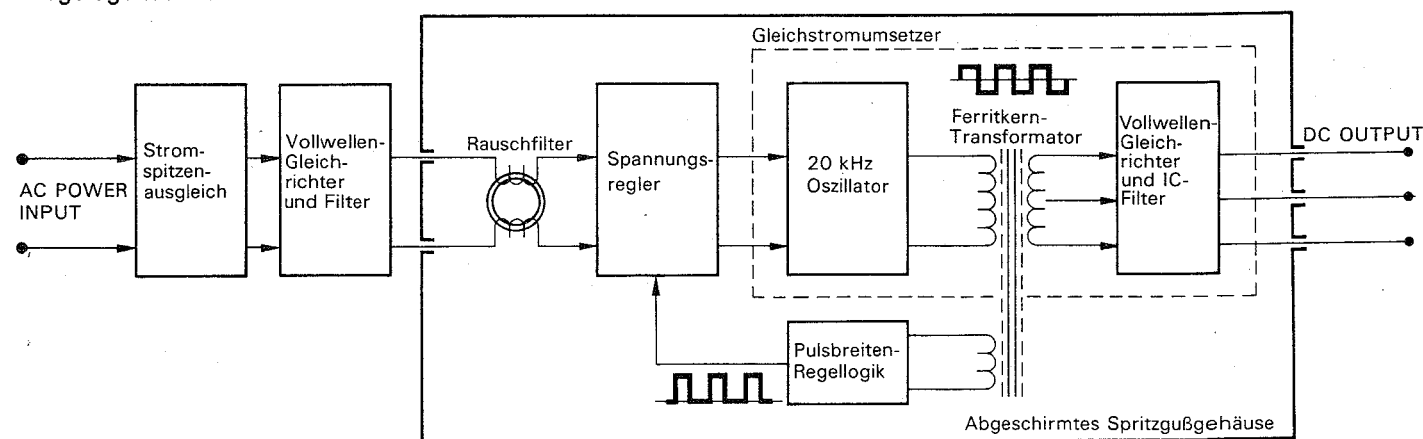 Gleichstromumsetzer
AC POWER
INPUT
Strom-
spitzen-
ausgleich
Vollwellen-
Gleich-
richter
und Filter
Rauschfilter
Spannungs-
regler
20 kHz
Oszillator
Ferritkern-
Transformator
Vollwellen-
Gleich-
richter
und IC-
Filter
DC OUTPUT
Pulsbreiten-
Regellogik
Abgeschirmtes Spritzgußgehäuse